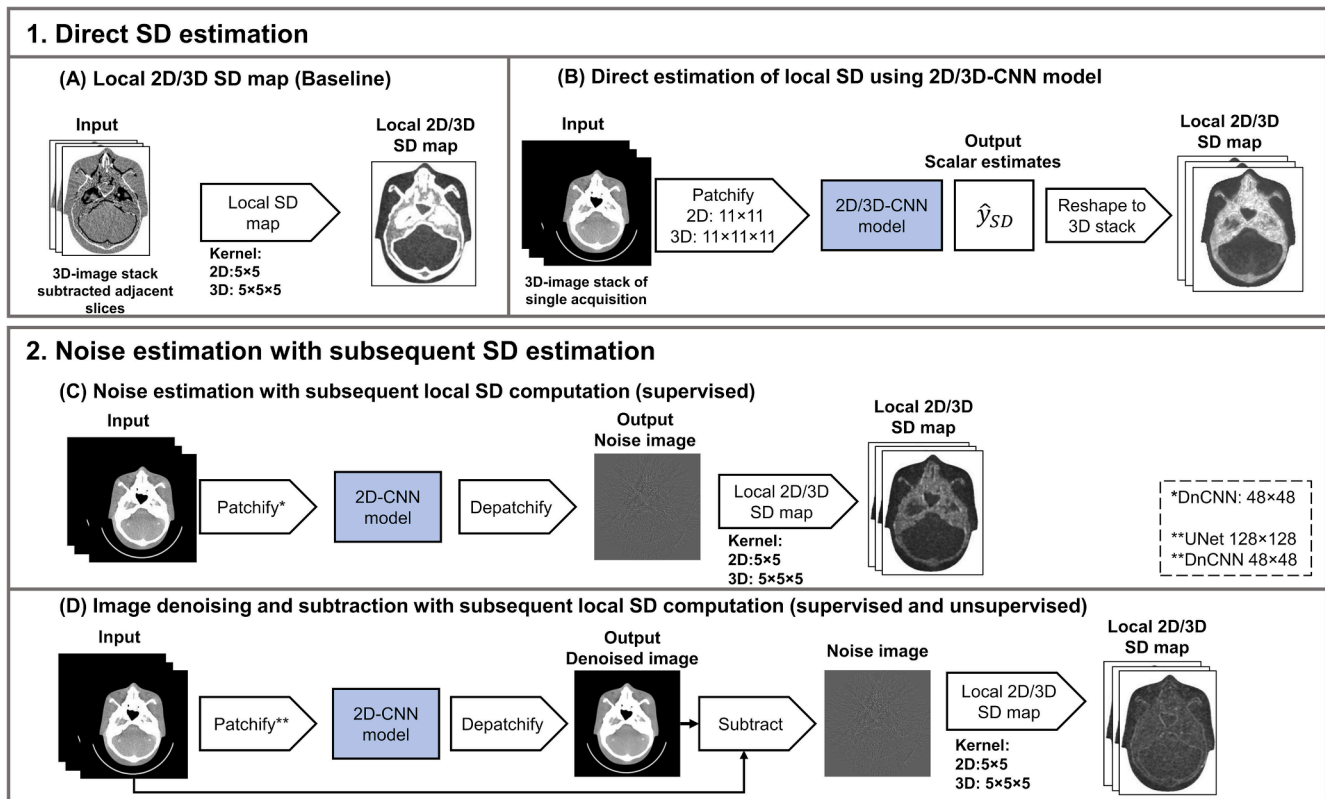 1. Direct SD estimation
(A) Local 2D/3D SD map (Baseline)
Input
Local 2D/3D
SD map
Local SD
map
Kernel:
2D:5×5
3D: 5×5×5
3D-image stack
subtracted adjacent
slices
(B) Direct estimation of local SD using 2D/3D-CNN model
Input
Patchify
2D: 11×11
3D: 11×11×11
2D/3D-CNN
model
Output
Scalar estimates
ŷ_SD
Reshape to
3D stack
Local 2D/3D
SD map
3D-image stack of
single acquisition
2. Noise estimation with subsequent SD estimation
(C) Noise estimation with subsequent local SD computation (supervised)
Input
Patchify*
2D-CNN
model
Depatchify
Output
Noise image
Local 2D/3D
SD map
Kernel:
2D:5×5
3D: 5×5×5
Local 2D/3D
SD map
*DnCNN: 48×48
**UNet 128×128
**DnCNN 48×48
(D) Image denoising and subtraction with subsequent local SD computation (supervised and unsupervised)
Input
Patchify**
2D-CNN
model
Depatchify
Output
Denoised image
Subtract
Noise image
Local 2D/3D
SD map
Kernel:
2D:5×5
3D: 5×5×5
Local 2D/3D
SD map